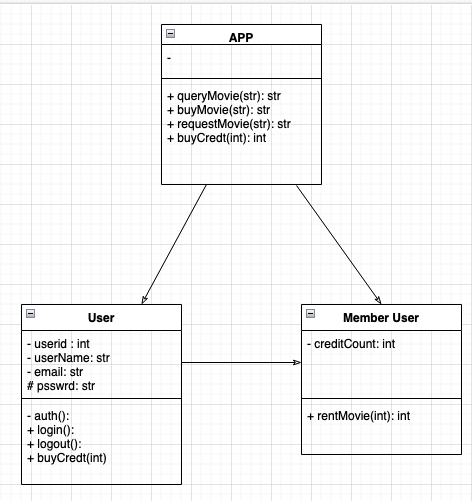 APP
-
+ queryMovie(str): str
+ buyMovie(str): str
+ requestMovie(str): str
+ buyCredt(int): int
User
- userid : int
- userName: str
- email: str
# psswrd: str
- auth():
+ login():
+ logout():
+ buyCredt(int)
Member User
- creditCount: int
+ rentMovie(int): int